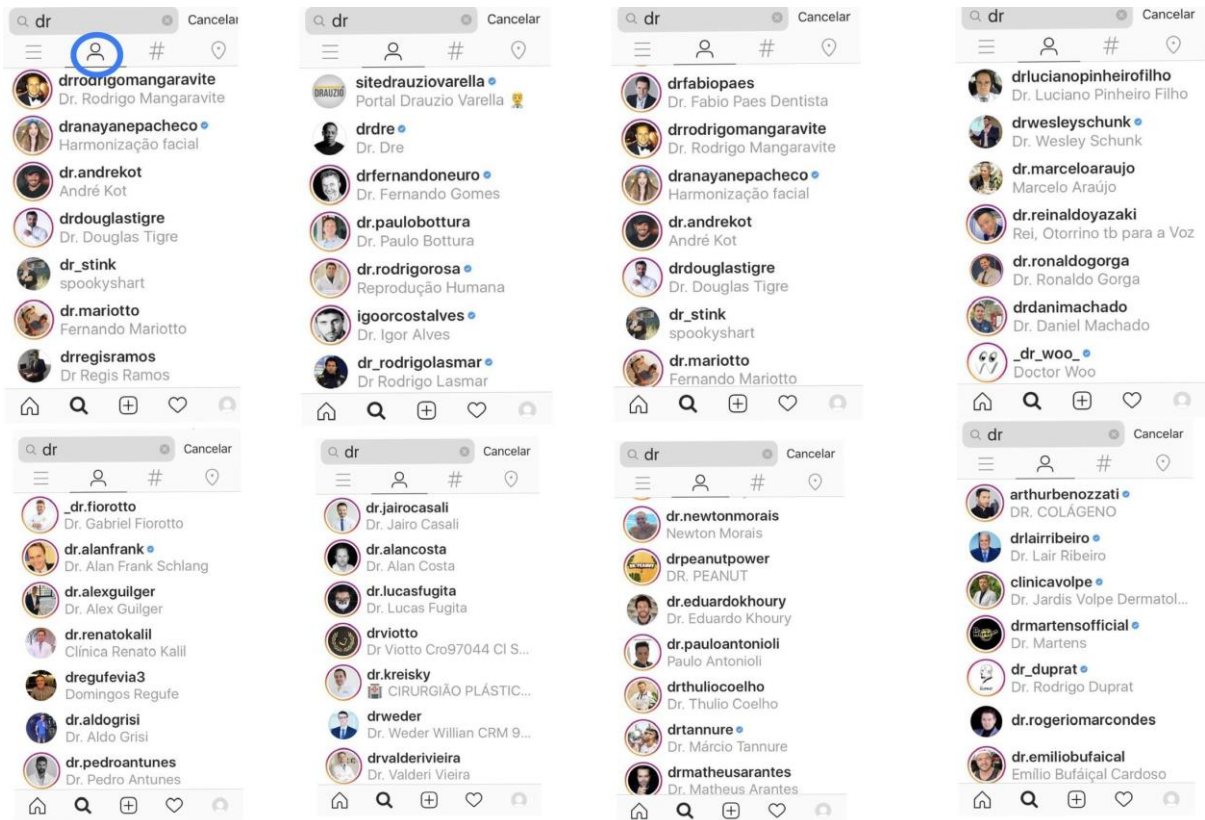 dr Cancelar
#
drrodrigomangaravite
Dr. Rodrigo Mangaravite
dranayanepacheco
Harmonização facial
dr.andrekot
André Kot
drdouglastigre
Dr. Douglas Tigre
dr_stink
spookyshart
dr.mariotto
Fernando Mariotto
drregisramos
Dr Regis Ramos
dr Cancelar
#
sitedrauziovarella
Portal Drauzio Varella
DRAUZIO
drdre
Dr. Dre
drfernandoneuro
Dr. Fernando Gomes
dr.paulobottura
Dr. Paulo Bottura
dr.rodrigorosa
Reprodução Humana
igoorcostalves
Dr. Igor Alves
dr_rodrigolasmar
Dr Rodrigo Lasmar
dr Cancelar
#
drfabiopaes
Dr. Fabio Paes Dentista
drrodrigomangaravite
Dr. Rodrigo Mangaravite
dranayanepacheco
Harmonização facial
dr.andrekot
André Kot
drdouglastigre
Dr. Douglas Tigre
dr_stink
spookyshart
dr.mariotto
Fernando Mariotto
dr Cancelar
#
drlucianopinheirofilho
Dr. Luciano Pinheiro Filho
drwesleyschunk
Dr. Wesley Schunk
dr.marceloaraujo
Marcelo Araújo
dr.reinaldoyazaki
Rei, Otorrino tb para a Voz
dr.ronaldogorga
Dr. Ronaldo Gorga
drdanimachado
Dr. Daniel Machado
_dr_woo_
Doctor Woo
dr Cancelar
#
_dr.fiorotto
Dr. Gabriel Fiorotto
dr.alanfrank
Dr. Alan Frank Schlang
dr.alexguilger
Dr. Alex Guilger
dr.renatokalil
Clínica Renato Kalil
dregufevia3
Domingos Regufe
dr.aldogrisi
Dr. Aldo Grisi
dr.pedroantunes
Dr. Pedro Antunes
dr Cancelar
#
dr.jairocasali
Dr. Jairo Casali
dr.alancosta
Dr. Alan Costa
dr.lucasfugita
Dr. Lucas Fugita
drviotto
Dr Viotto Cro97044 Cl S...
dr.kreisky
CIRURGIÃO PLÁSTIC...
drweder
Dr. Weder Willian CRM 9...
drvalderivieira
Dr. Valderi Vieira
dr Cancelar
#
dr.newtonmorais
Newton Morais
drpeanutpower
DR. PEANUT
dr.eduardokhoury
Dr. Eduardo Khoury
dr.pauloantonioli
Paulo Antonioli
drthuliocoelho
Dr. Thulio Coelho
drtannure
Dr. Márcio Tannure
drmatheusarantes
Dr. Matheus Arantes
dr Cancelar
#
arthurbenozzati
DR. COLÁGENO
drlairribeiro
Dr. Lair Ribeiro
clinicavolpe
Dr. Jardis Volpe Dermatol...
drmartensofficial
Dr. Martens
dr_duprat
Dr. Rodrigo Duprat
dr.rogeriomarcondes
dr.emiliobufaical
Emílio Bufáiçal Cardoso